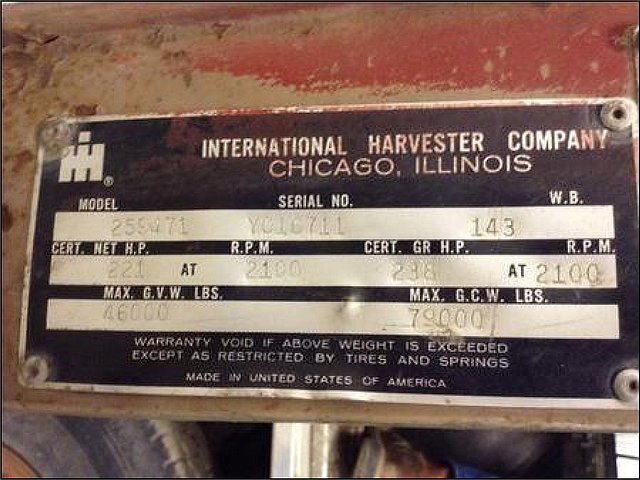 INTERNATIONAL HARVESTER COMPANY
CHICAGO, ILLINOIS
MODEL SERIAL NO. W.B.
143
CERT. NET H.P. R.P.M. CERT. GR H.P. R.P.M.
221 AT 2100 238 AT 2100
MAX. G.V.W. LBS. MAX. G.C.W. LBS.
46000 79000
WARRANTY VOID IF ABOVE WEIGHT IS EXCEEDED
EXCEPT AS RESTRICTED BY TIRES AND SPRINGS
MADE IN UNITED STATES OF AMERICA